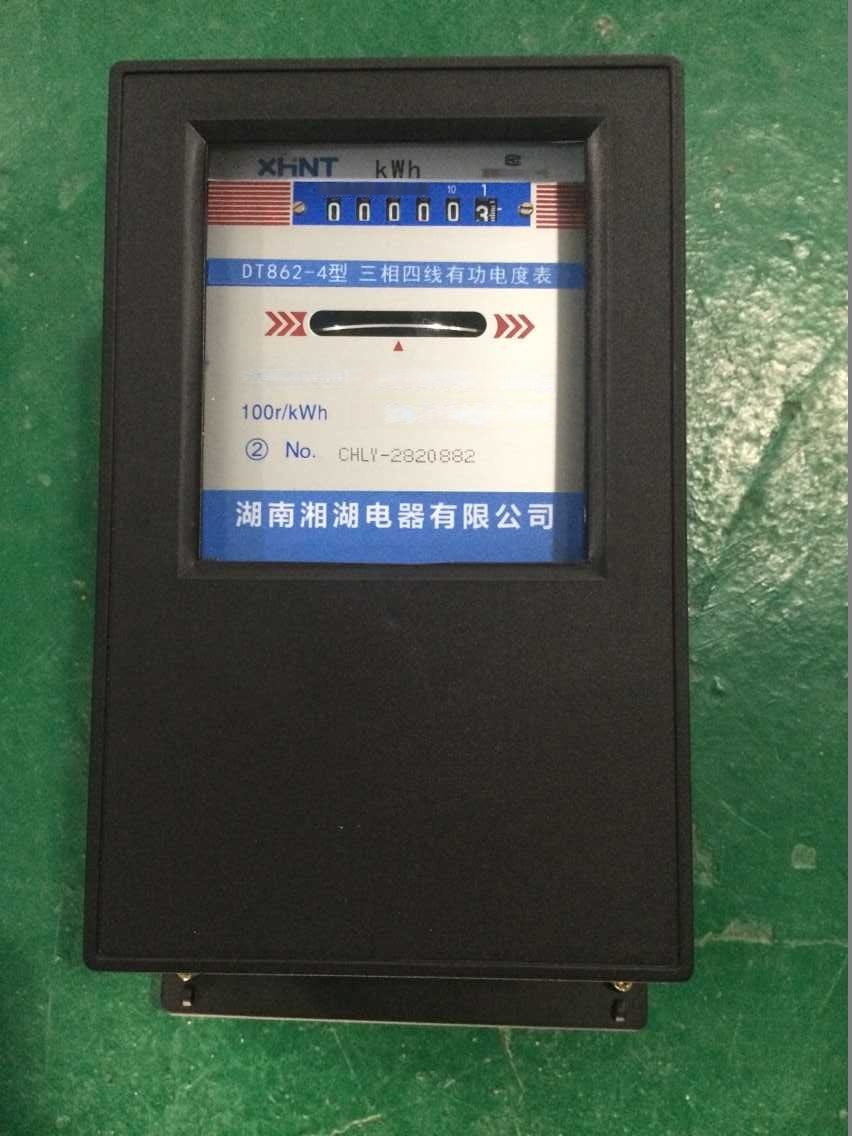 XHNT kWh
10 1
0 0 0 0 0 3
DT862-4型 三相四线有功电度表
100r/kWh
② No. CHLY-2820882
湖南湘湖电器有限公司